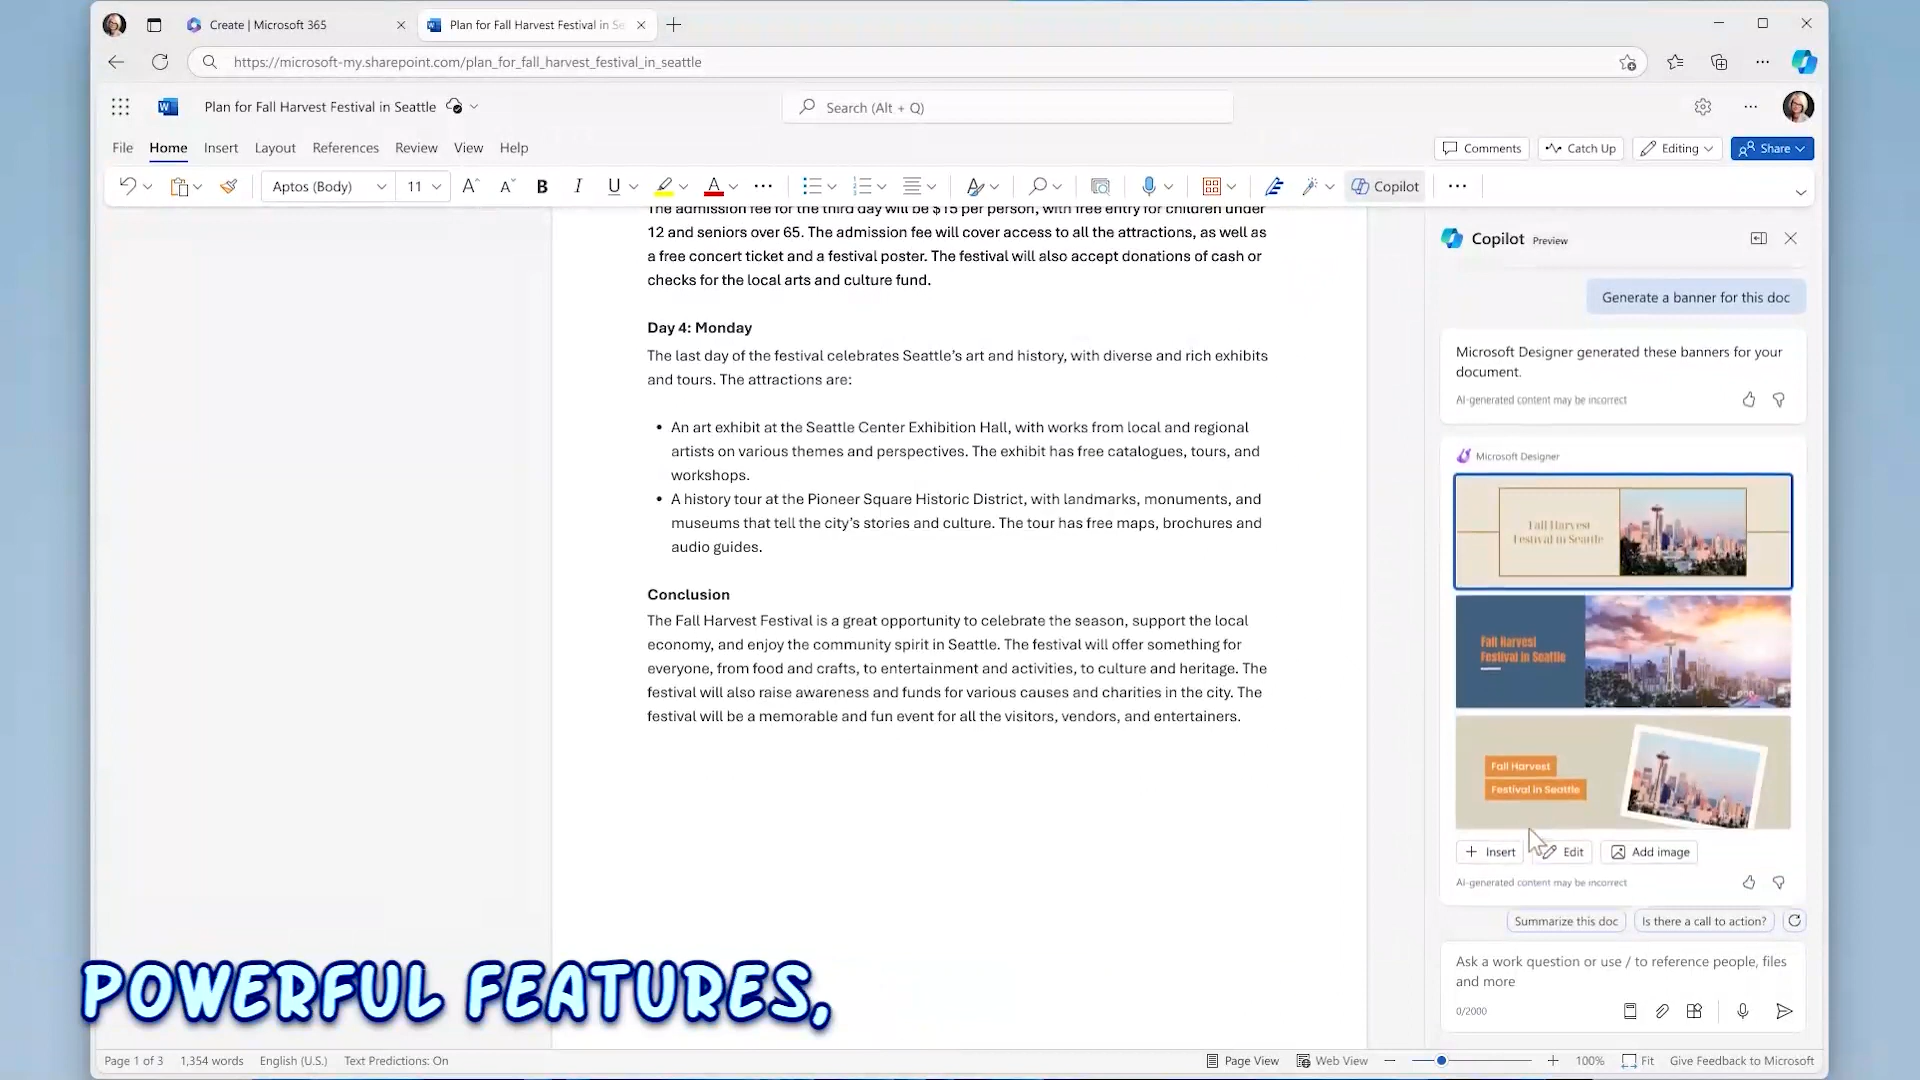 Create | Microsoft 365
Plan for Fall Harvest Festival in Se
https://microsoft-my.sharepoint.com/plan_for_fall_harvest_festival_in_seattle
Plan for Fall Harvest Festival in Seattle
Search (Alt + Q)
File Home Insert Layout References Review View Help
Comments Catch Up Editing Share
Aptos (Body) 11 Copilot
The admission fee for the third day will be $15 per person, with free entry for children under
12 and seniors over 65. The admission fee will cover access to all the attractions, as well as
a free concert ticket and a festival poster. The festival will also accept donations of cash or
checks for the local arts and culture fund.
Day 4: Monday
The last day of the festival celebrates Seattle's art and history, with diverse and rich exhibits
and tours. The attractions are:
• An art exhibit at the Seattle Center Exhibition Hall, with works from local and regional
artists on various themes and perspectives. The exhibit has free catalogues, tours, and
workshops.
• A history tour at the Pioneer Square Historic District, with landmarks, monuments, and
museums that tell the city's stories and culture. The tour has free maps, brochures and
audio guides.
Conclusion
The Fall Harvest Festival is a great opportunity to celebrate the season, support the local
economy, and enjoy the community spirit in Seattle. The festival will offer something for
everyone, from food and crafts, to entertainment and activities, to culture and heritage. The
festival will also raise awareness and funds for various causes and charities in the city. The
festival will be a memorable and fun event for all the visitors, vendors, and entertainers.
Copilot Preview
Generate a banner for this doc
Microsoft Designer generated these banners for your
document.
AI-generated content may be incorrect
Microsoft Designer
Fall Harvest
Festival in Seattle
Fall Harvest
Festival in Seattle
Fall Harvest
Festival in Seattle
Insert Edit Add image
AI-generated content may be incorrect
Summarize this doc Is there a call to action?
Ask a work question or use / to reference people, files
and more
0/2000
POWERFUL FEATURES,
Page 1 of 3 1,354 words English (U.S.) Text Predictions: On Page View Web View 100% Fit Give Feedback to Microsoft